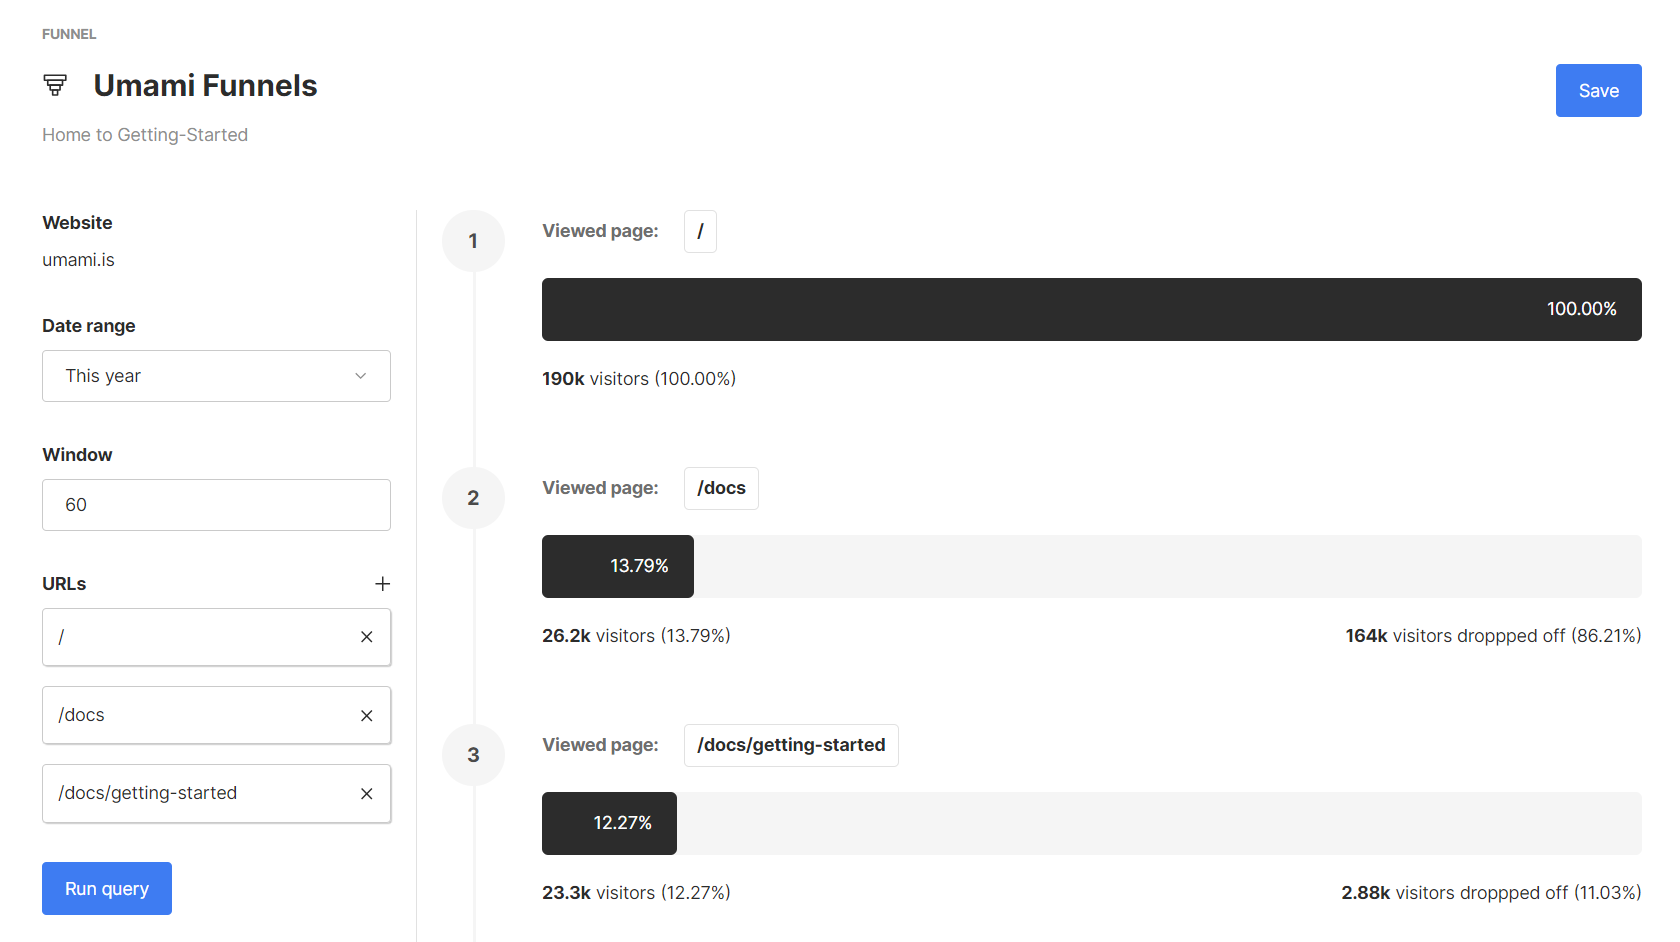 FUNNEL
Umami Funnels
Save
Home to Getting-Started
Website
umami.is
Date range
This year
Window
60
URLs
/
/docs
/docs/getting-started
Run query
1
Viewed page: /
100.00%
190k visitors (100.00%)
2
Viewed page: /docs
13.79%
26.2k visitors (13.79%)
164k visitors droppped off (86.21%)
3
Viewed page: /docs/getting-started
12.27%
23.3k visitors (12.27%)
2.88k visitors droppped off (11.03%)